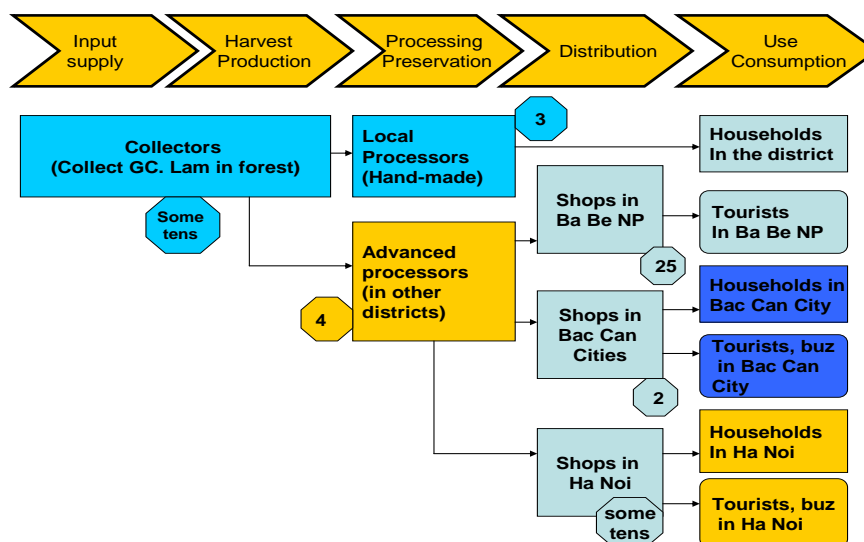 Input
supply
Harvest
Production
Processing
Preservation
Distribution
Use
Consumption
Collectors
(Collect GC. Lam in forest)
Some
tens
Local
Processors
(Hand-made)
3
Households
In the district
Advanced
processors
(in other
districts)
4
Shops in
Ba Be NP
25
Tourists
In Ba Be NP
Shops in
Bac Can
Cities
2
Households in
Bac Can City
Tourists, buz
in Bac Can
City
Shops in
Ha Noi
some
tens
Households
In Ha Noi
Tourists, buz
in Ha Noi